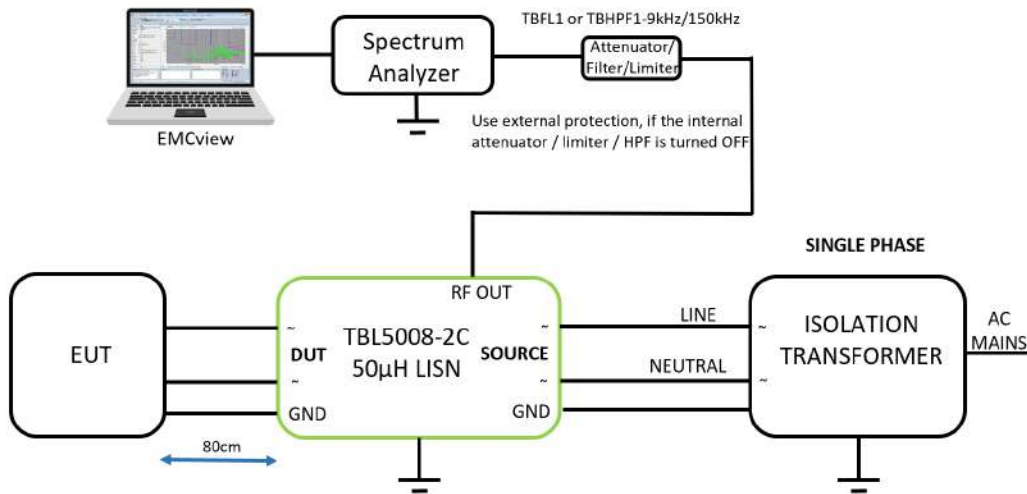 TBFL1 or TBHPF1-9kHz/150kHz
Spectrum
Analyzer
Attenuator/
Filter/Limiter
EMCview
Use external protection, if the internal
attenuator / limiter / HPF is turned OFF
SINGLE PHASE
RF OUT
EUT
~
DUT
~
GND
TBL5008-2C
50µH LISN
~
SOURCE
~
GND
LINE
NEUTRAL
~
~
ISOLATION
TRANSFORMER
AC
MAINS
80cm